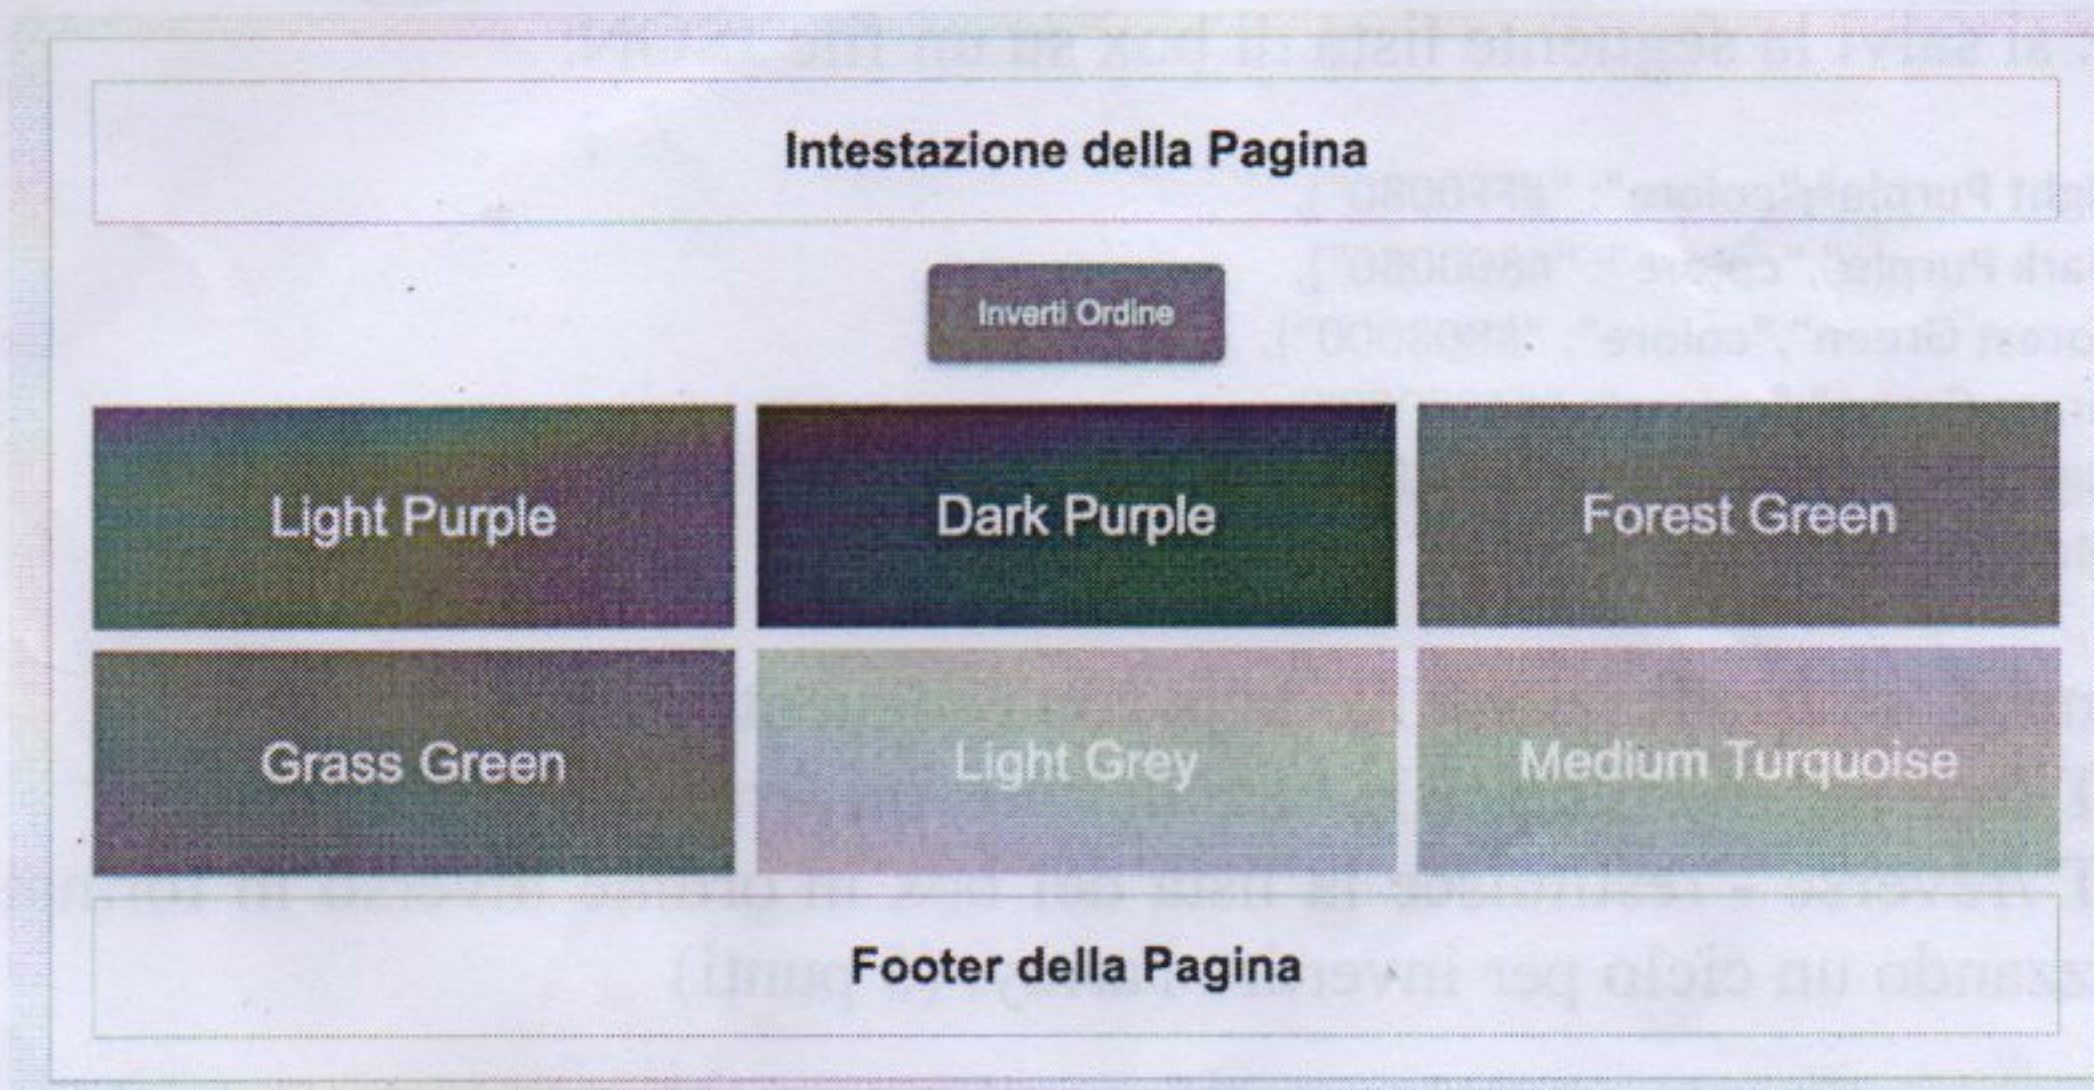 Intestazione della Pagina
Inverti Ordine
Light Purple
Dark Purple
Forest Green
Grass Green
Light Grey
Medium Turquoise
Footer della Pagina